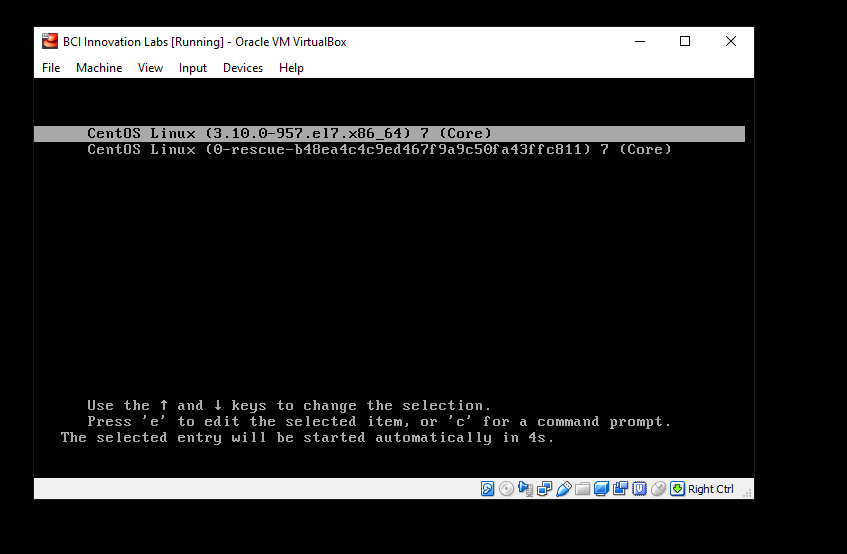 BCI Innovation Labs [Running] - Oracle VM VirtualBox
File Machine View Input Devices Help
CentOS Linux (3.10.0-957.el7.x86_64) 7 (Core)
CentOS Linux (0-rescue-b48ea4c4c9ed467f9a9c50fa43ffc811) 7 (Core)
Use the ↑ and ↓ keys to change the selection.
Press 'e' to edit the selected item, or 'c' for a command prompt.
The selected entry will be started automatically in 4s.
Right Ctrl